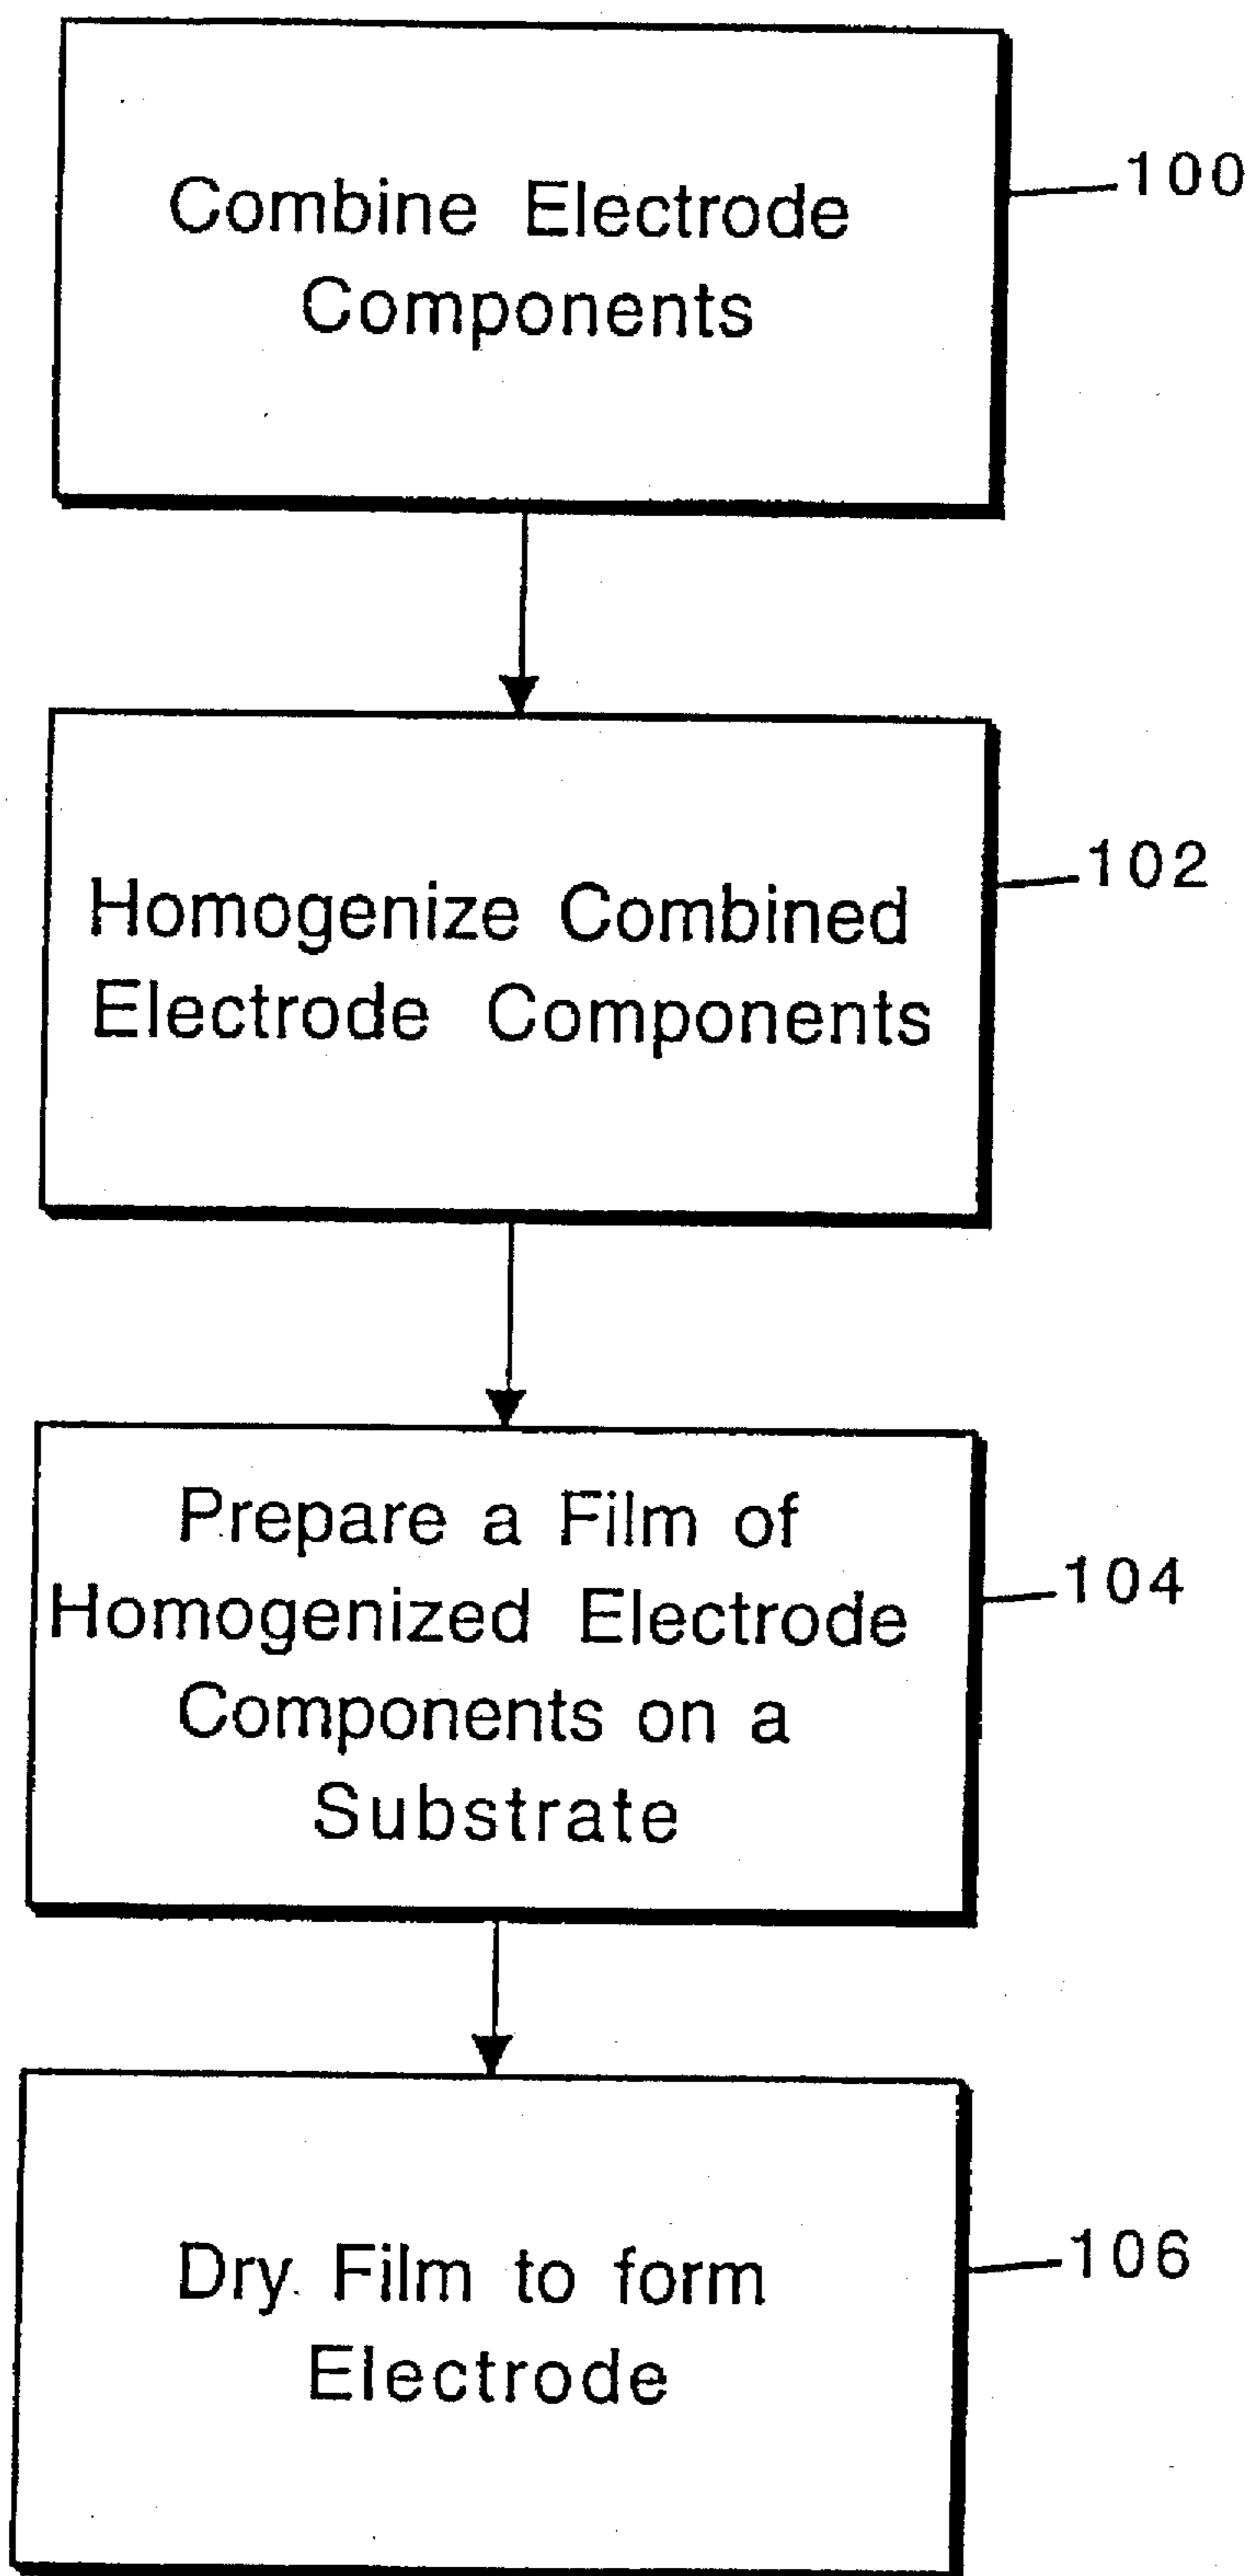 Combine Electrode
Components
100
Homogenize Combined
Electrode Components
102
Prepare a Film of
Homogenized Electrode
Components on a
Substrate
104
Dry Film to form
Electrode
106